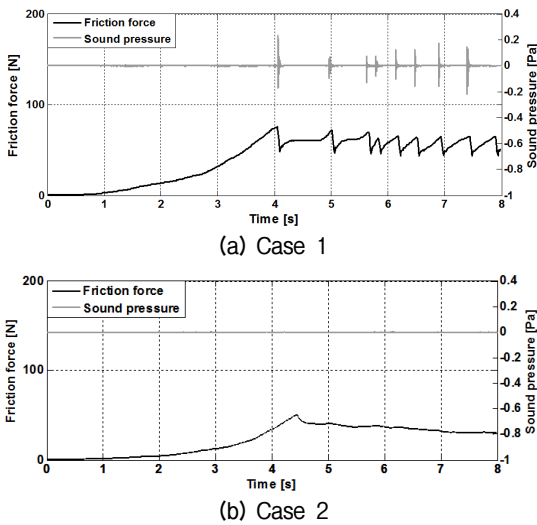 Friction force
Sound pressure
Friction force [N]
200
100
0
0 1 2 3 4 5 6 7 8
Time [s]
0.4
0.2
0
-0.2
-0.4
-0.6
-0.8
-1
Sound pressure [Pa]
(a) Case 1
Friction force
Sound pressure
Friction force [N]
200
100
0
0 1 2 3 4 5 6 7 8
Time [s]
0.4
0.2
0
-0.2
-0.4
-0.6
-0.8
-1
Sound pressure [Pa]
(b) Case 2